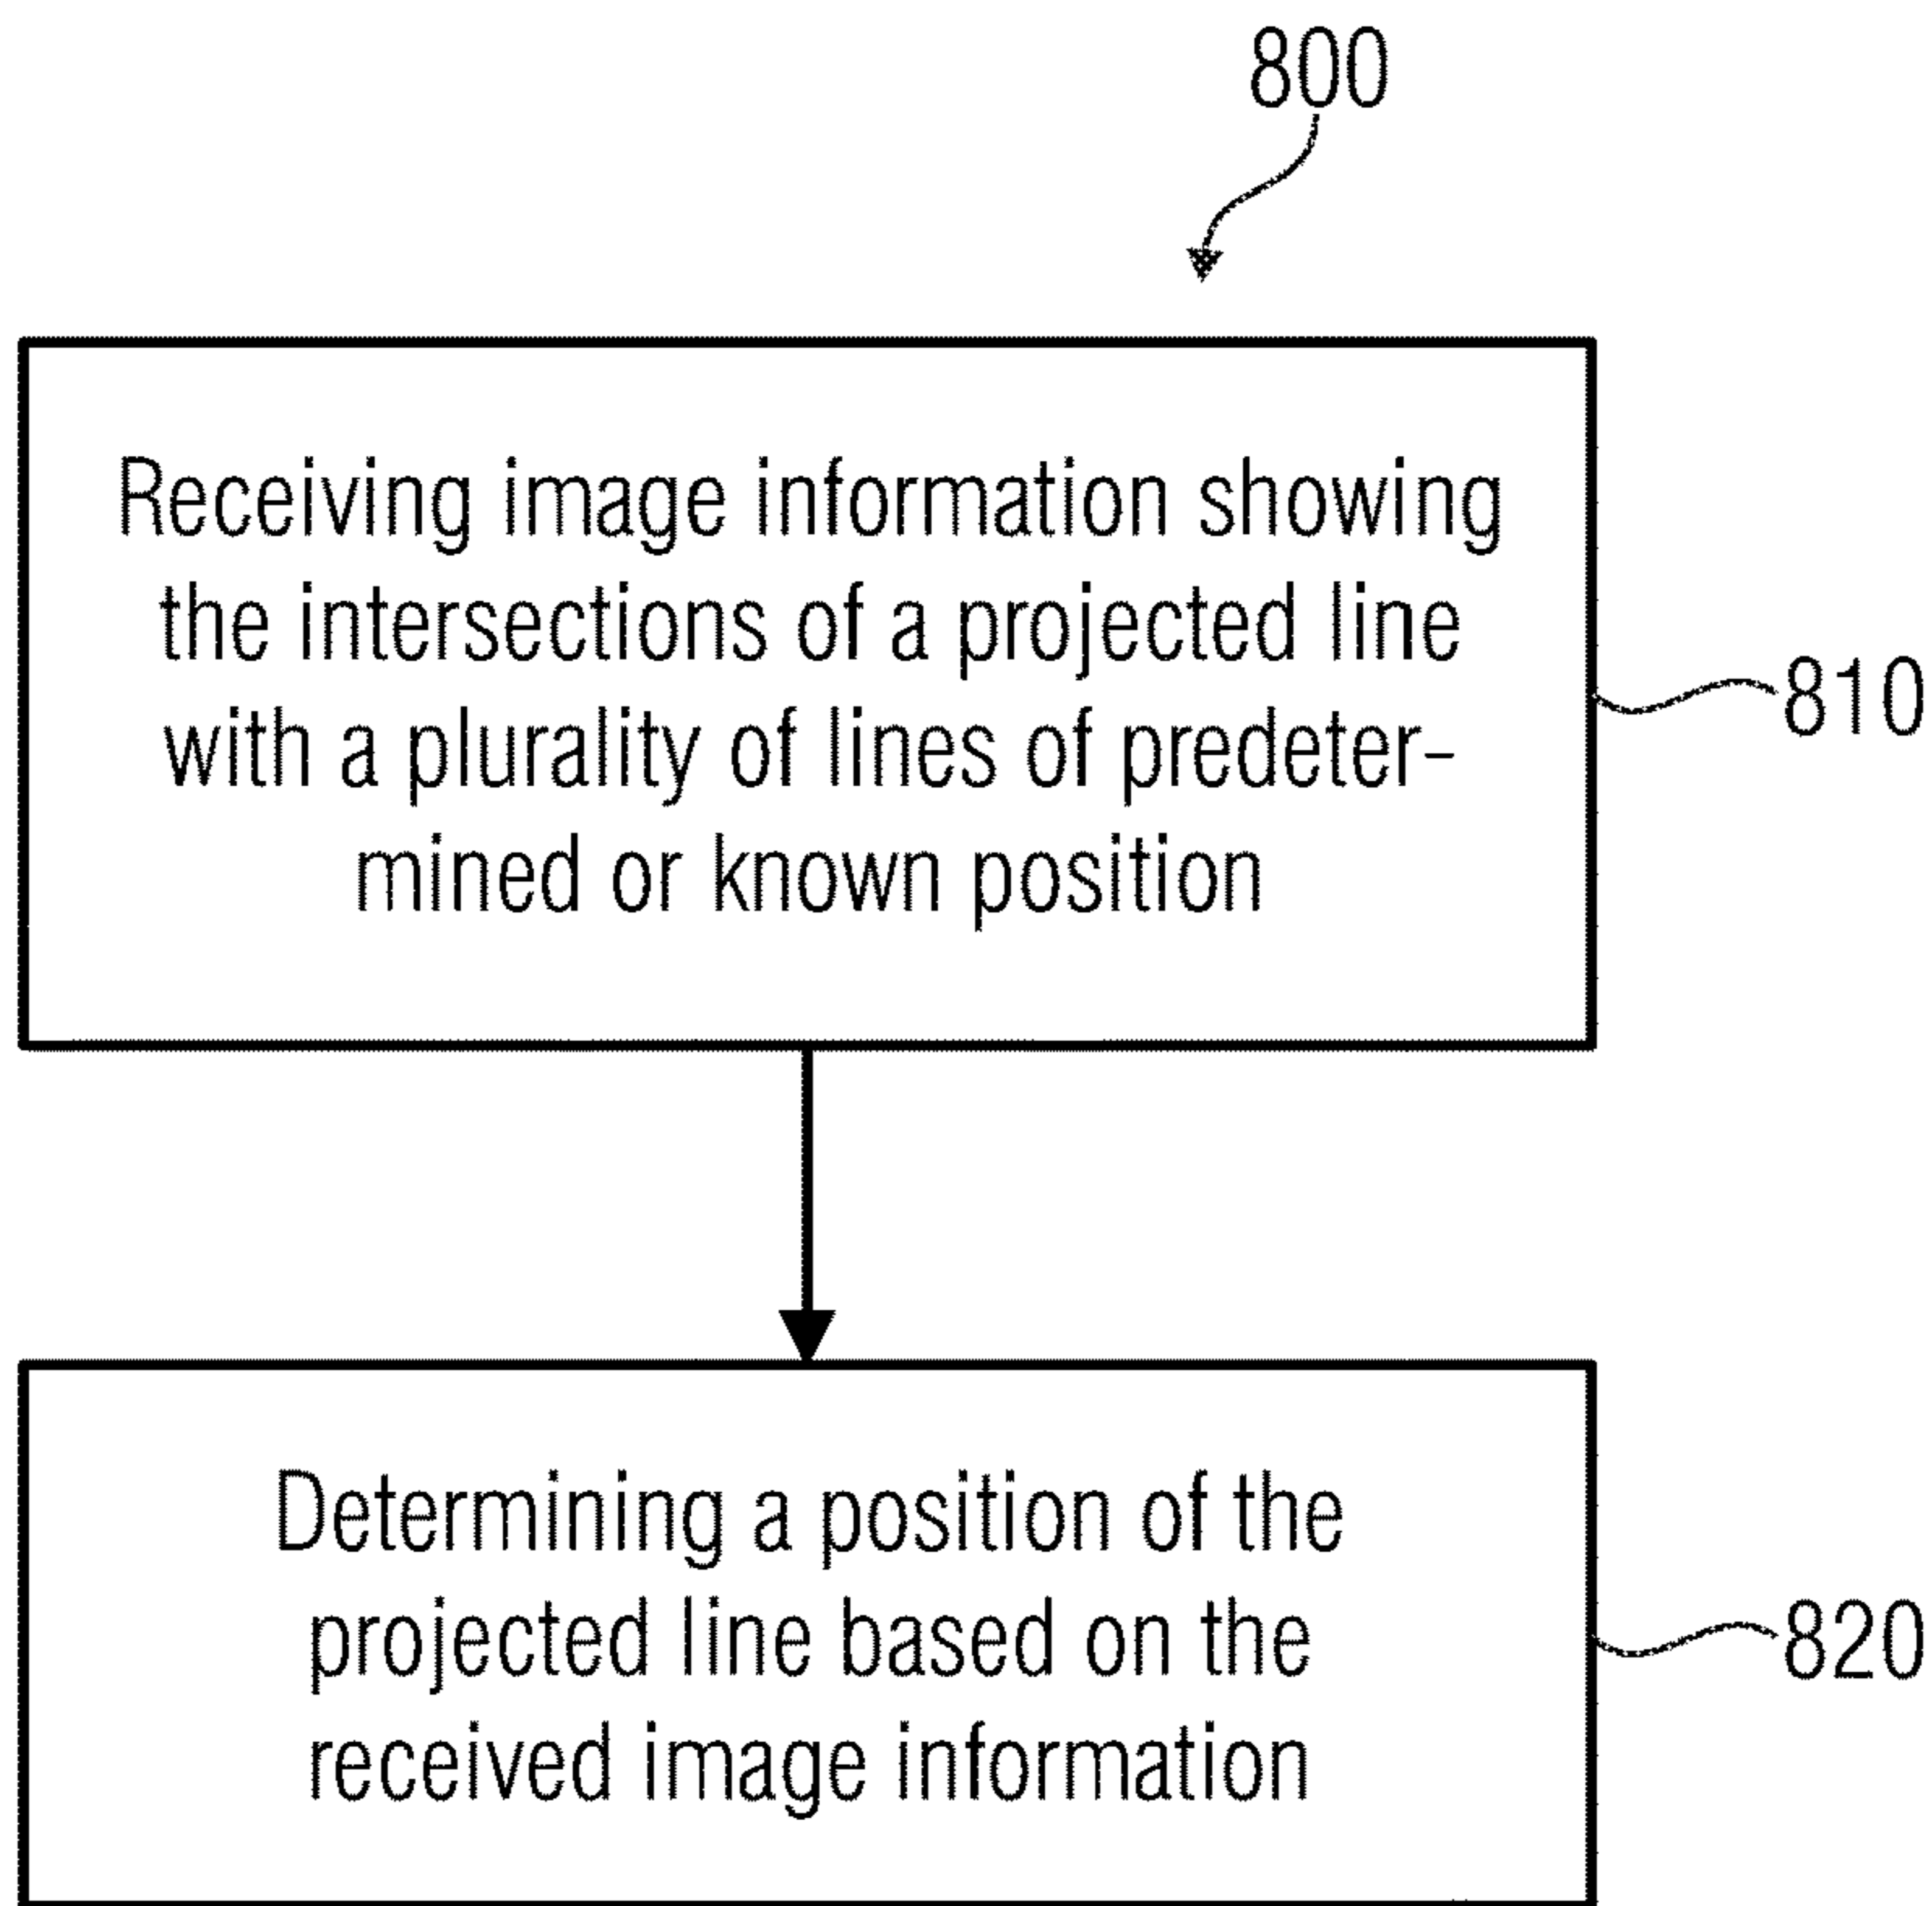 800
Receiving image information showing
the intersections of a projected line
with a plurality of lines of predeter-
mined or known position
810
Determining a position of the
projected line based on the
received image information
820